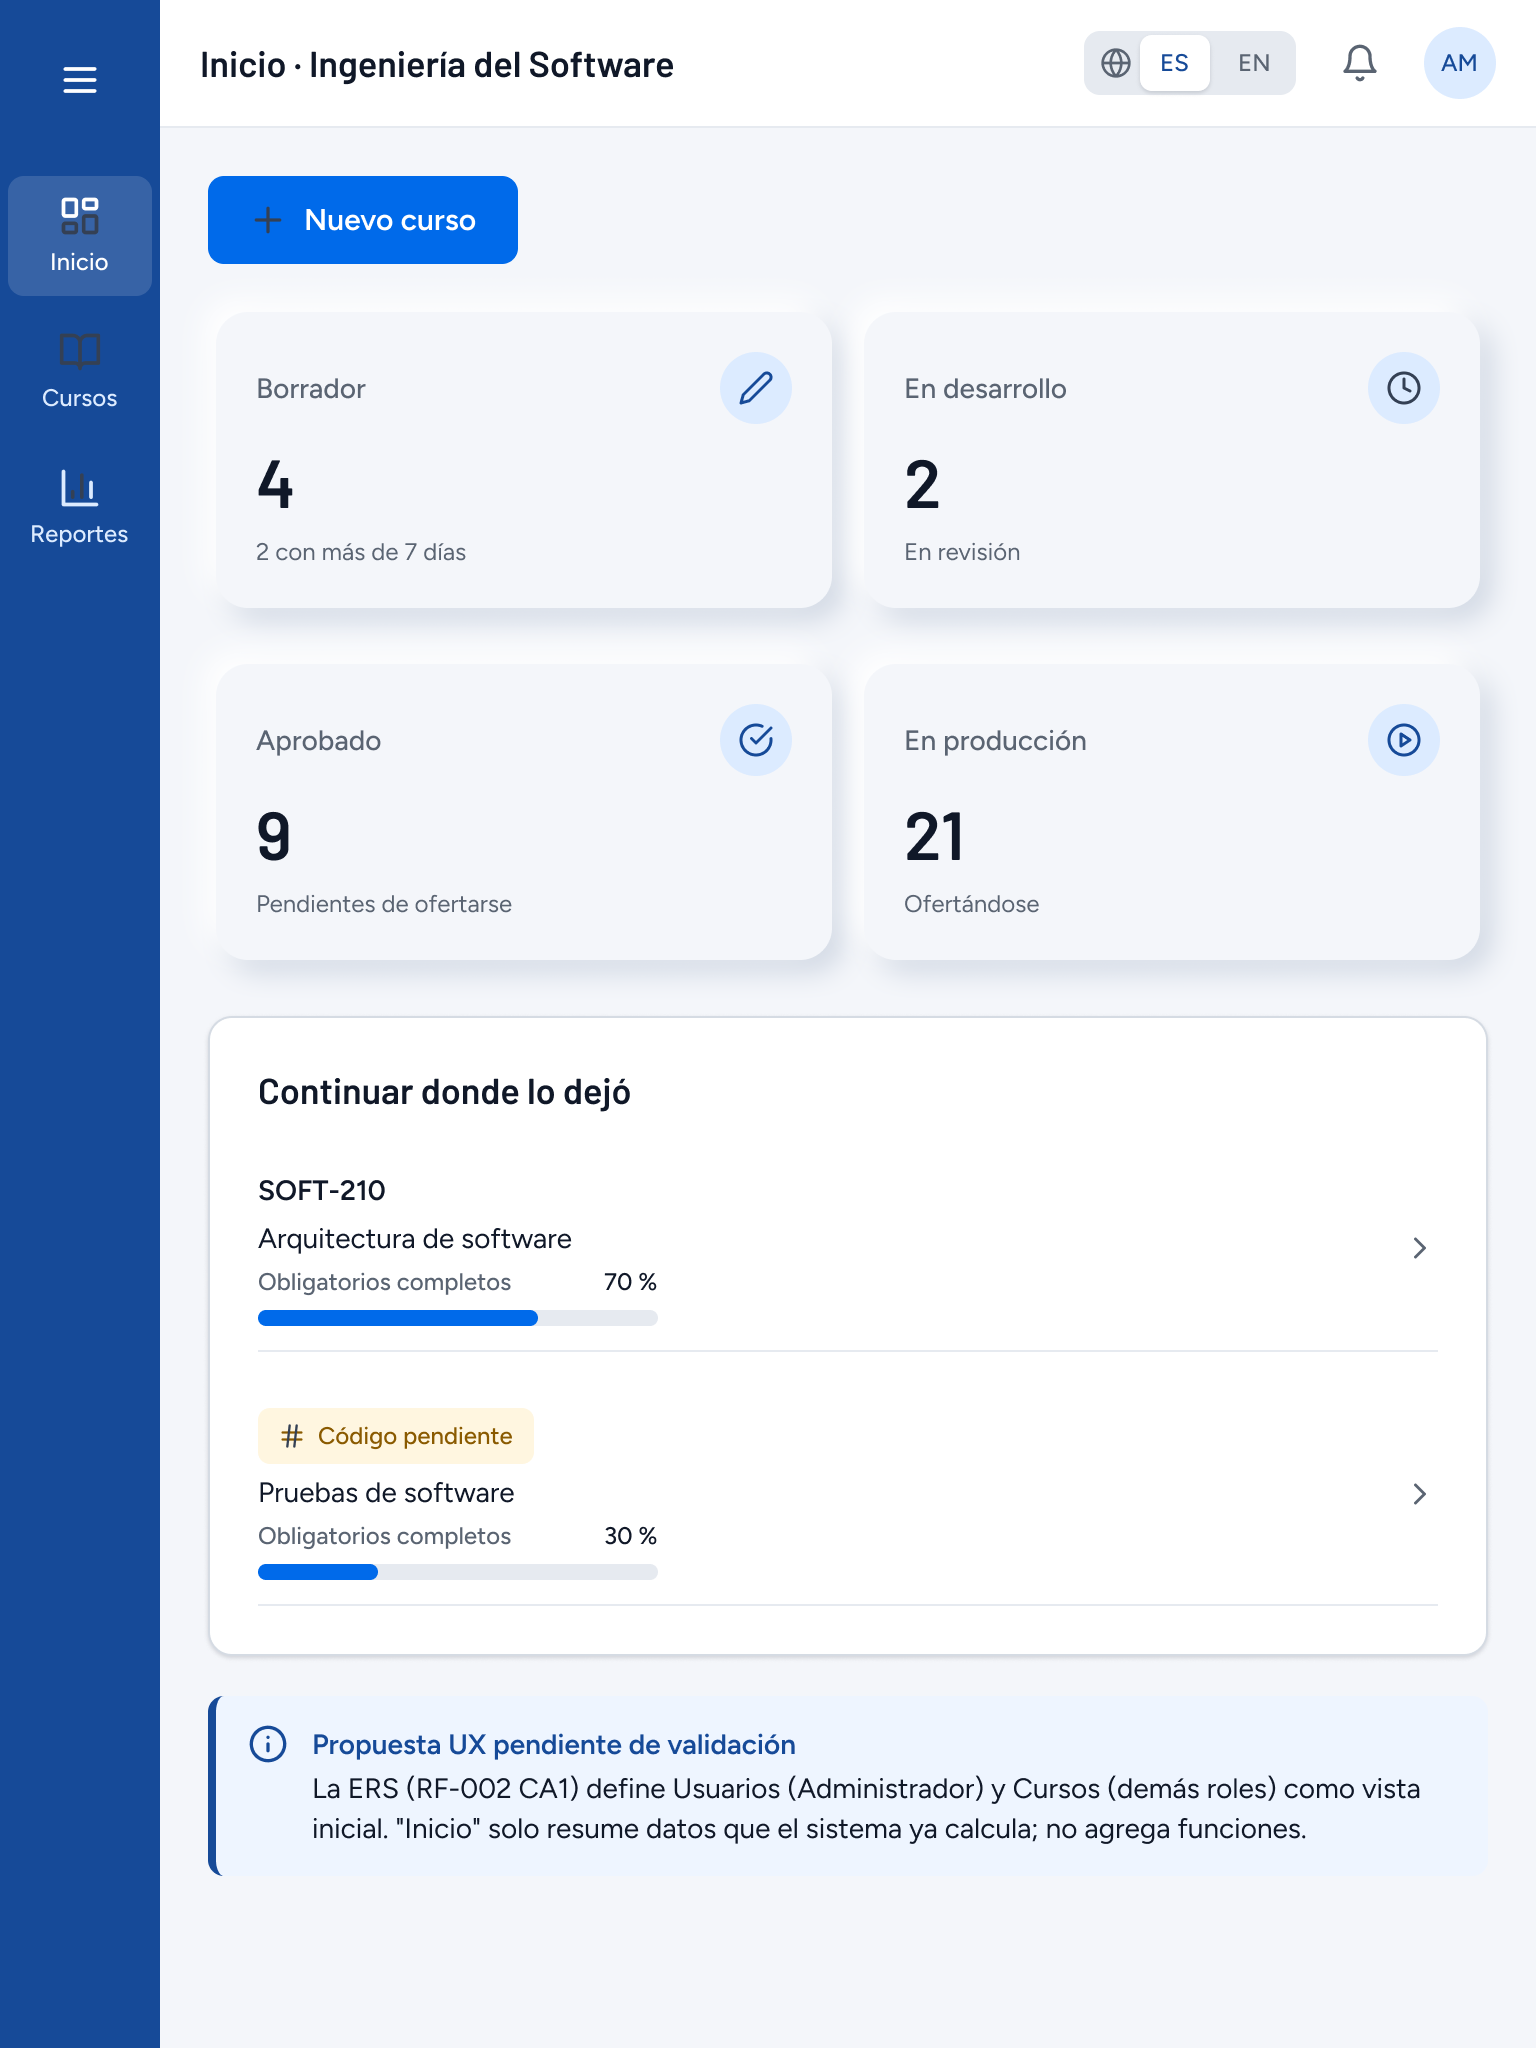 Inicio · Ingeniería del Software
ES
EN
AM
Inicio
Cursos
Reportes
Nuevo curso
Borrador
4
2 con más de 7 días
En desarrollo
2
En revisión
Aprobado
9
Pendientes de ofertarse
En producción
21
Ofertándose
Continuar donde lo dejó
SOFT-210
Arquitectura de software
Obligatorios completos 70 %
# Código pendiente
Pruebas de software
Obligatorios completos 30 %
Propuesta UX pendiente de validación
La ERS (RF-002 CA1) define Usuarios (Administrador) y Cursos (demás roles) como vista
inicial. "Inicio" solo resume datos que el sistema ya calcula; no agrega funciones.